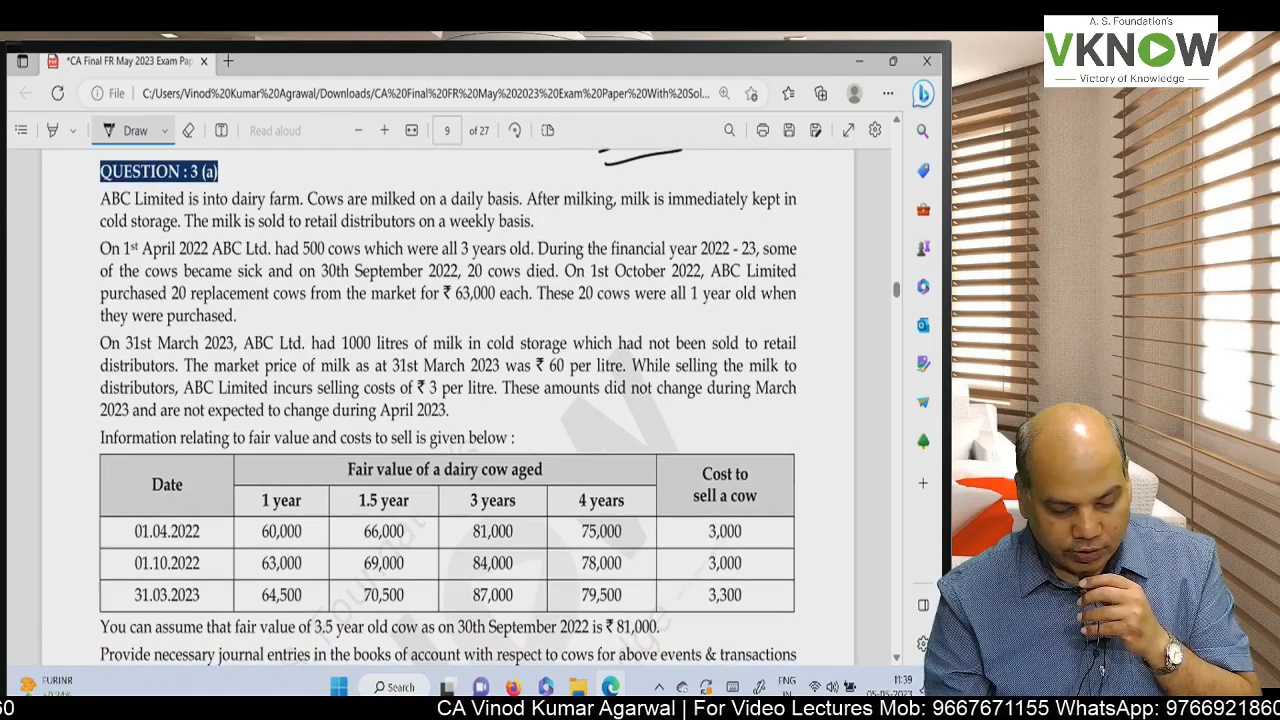 A. S. Foundation's
VKNOW
Victory of Knowledge
*CA Final FR May 2023 Exam Pap
File
C:/Users/Vinod%20Kumar%20Agrawal/Downloads/CA%20Final%20FR%20May%202023%20Exam%20Paper%20With%20Sol...
Draw
Read aloud
9
of 27
QUESTION : 3 (a)
ABC Limited is into dairy farm. Cows are milked on a daily basis. After milking, milk is immediately kept in
cold storage. The milk is sold to retail distributors on a weekly basis.
On 1st April 2022 ABC Ltd. had 500 cows which were all 3 years old. During the financial year 2022 - 23, some
of the cows became sick and on 30th September 2022, 20 cows died. On 1st October 2022, ABC Limited
purchased 20 replacement cows from the market for ₹ 63,000 each. These 20 cows were all 1 year old when
they were purchased.
On 31st March 2023, ABC Ltd. had 1000 litres of milk in cold storage which had not been sold to retail
distributors. The market price of milk as at 31st March 2023 was ₹ 60 per litre. While selling the milk to
distributors, ABC Limited incurs selling costs of ₹ 3 per litre. These amounts did not change during March
2023 and are not expected to change during April 2023.
Information relating to fair value and costs to sell is given below :
Date Fair value of a dairy cow aged Cost to sell a cow
1 year 1.5 year 3 years 4 years
01.04.2022 60,000 66,000 81,000 75,000 3,000
01.10.2022 63,000 69,000 84,000 78,000 3,000
31.03.2023 64,500 70,500 87,000 79,500 3,300
You can assume that fair value of 3.5 year old cow as on 30th September 2022 is ₹ 81,000.
Provide necessary journal entries in the books of account with respect to cows for above events & transactions
EURINR
Search
ENG
IN
11:39
05-05-2023
60
CA Vinod Kumar Agarwal | For Video Lectures Mob: 9667671155 WhatsApp: 9766921860